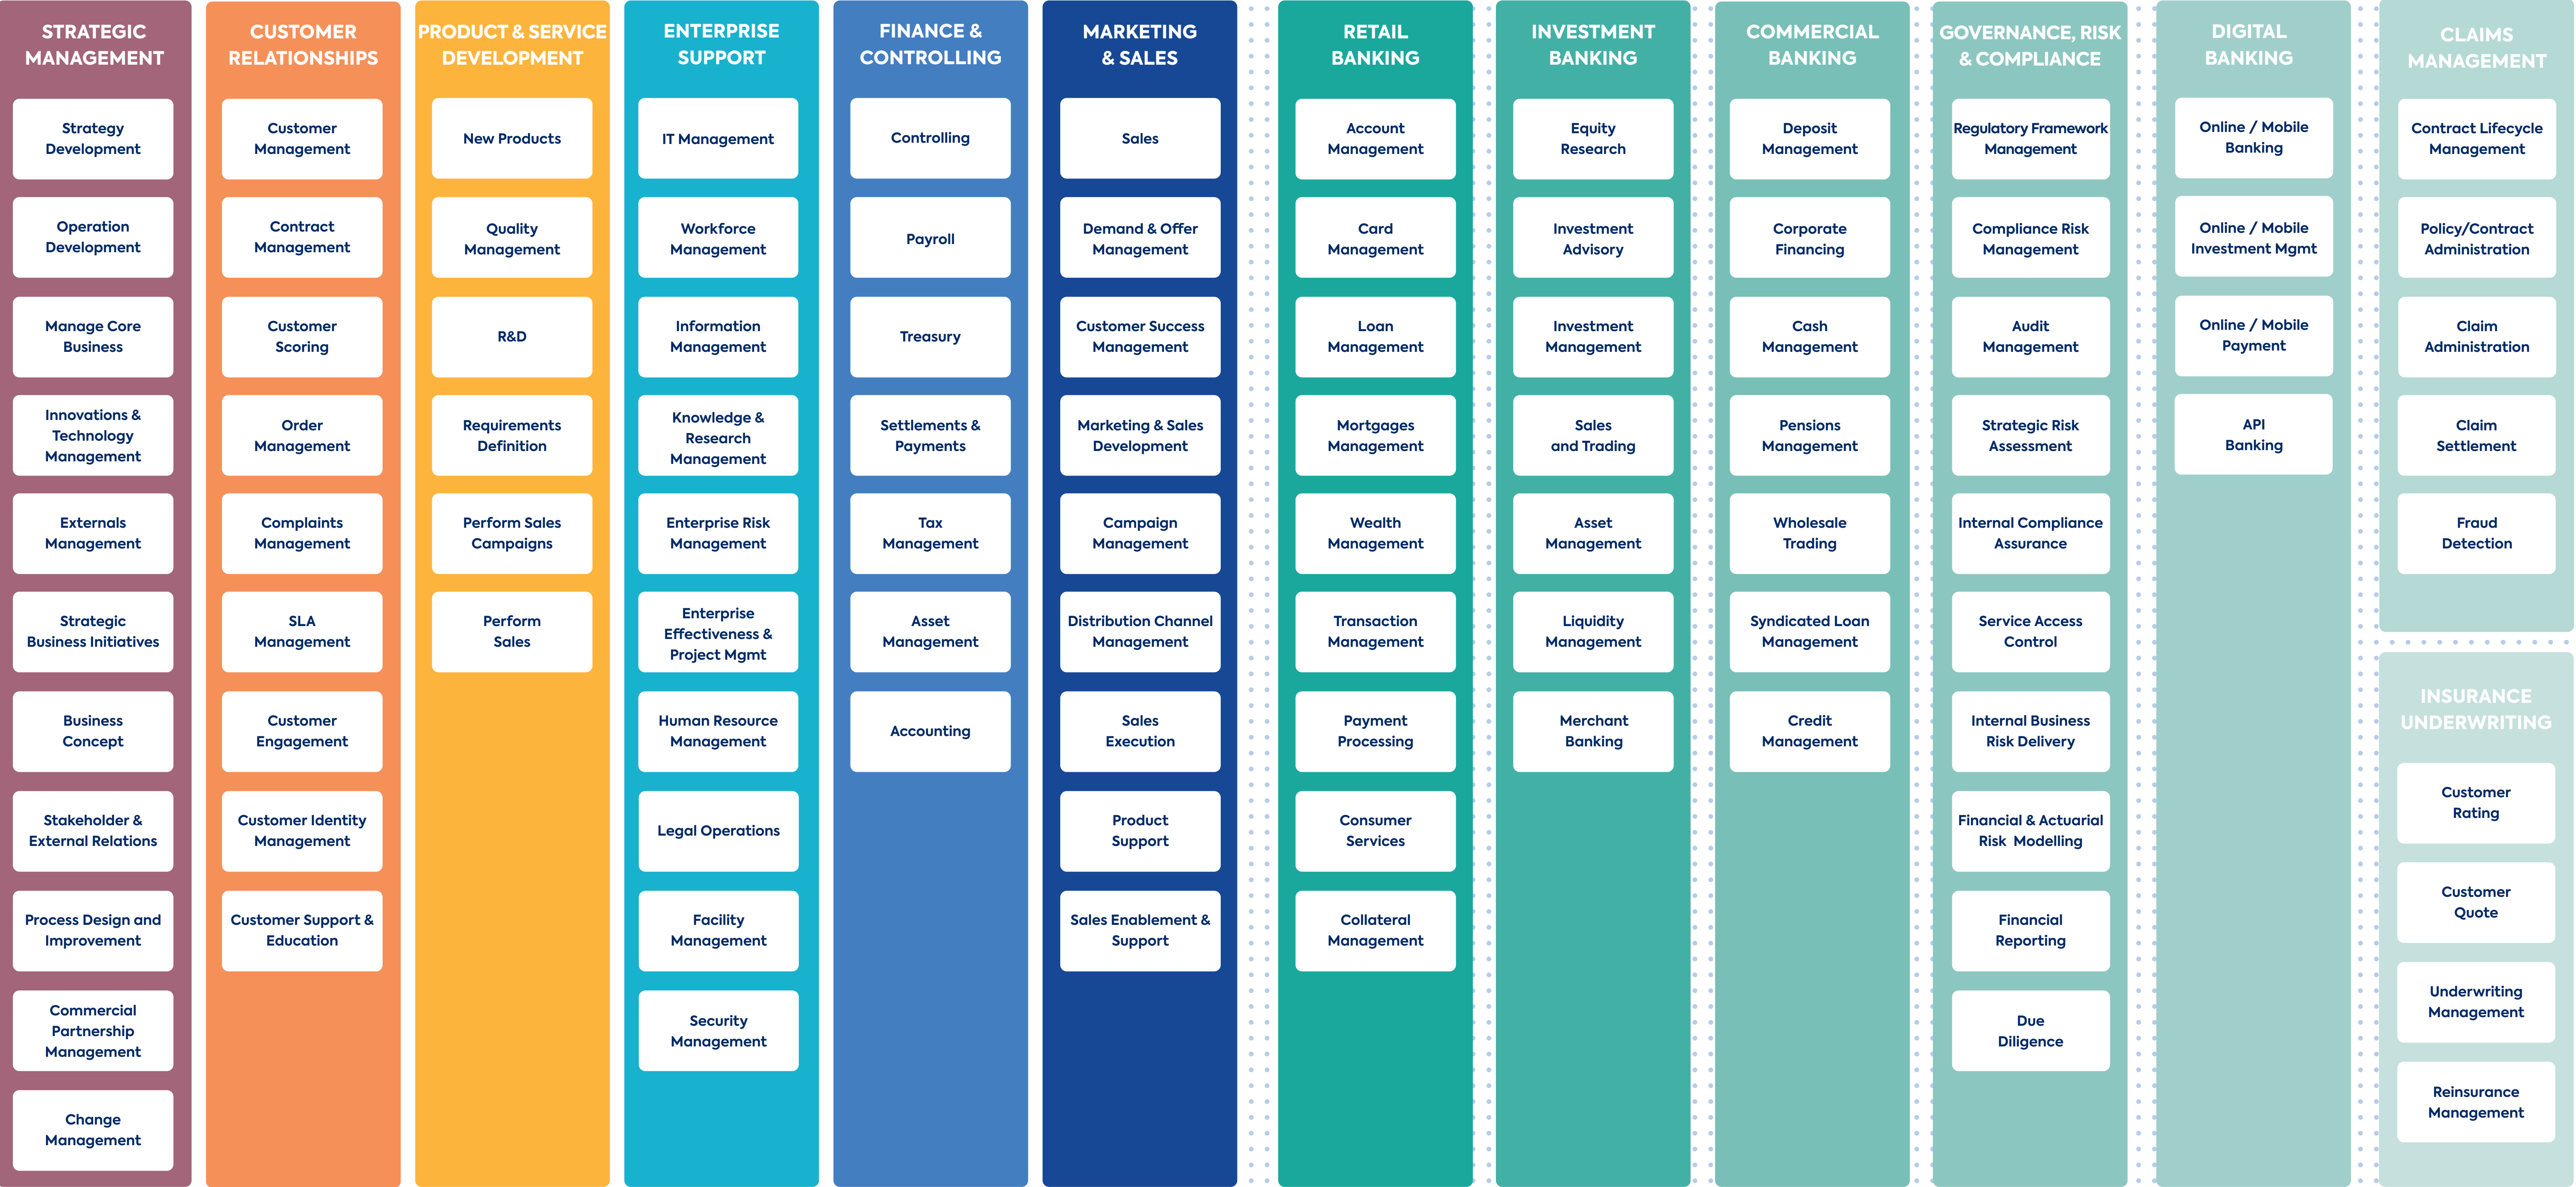 STRATEGIC
MANAGEMENT
Strategy
Development
Operation
Development
Manage Core
Business
Innovations &
Technology
Management
Externals
Management
Strategic
Business Initiatives
Business
Concept
Stakeholder &
External Relations
Process Design and
Improvement
Commercial
Partnership
Management
Change
Management
CUSTOMER
RELATIONSHIPS
Customer
Management
Contract
Management
Customer
Scoring
Order
Management
Complaints
Management
SLA
Management
Customer
Engagement
Customer Identity
Management
Customer Support &
Education
PRODUCT & SERVICE
DEVELOPMENT
New Products
Quality
Management
R&D
Requirements
Definition
Perform Sales
Campaigns
Perform
Sales
ENTERPRISE
SUPPORT
IT Management
Workforce
Management
Information
Management
Knowledge &
Research
Management
Enterprise Risk
Management
Enterprise
Effectiveness &
Project Mgmt
Human Resource
Management
Legal Operations
Facility
Management
Security
Management
FINANCE &
CONTROLLING
Controlling
Payroll
Treasury
Settlements &
Payments
Tax
Management
Asset
Management
Accounting
MARKETING
& SALES
Sales
Demand & Offer
Management
Customer Success
Management
Marketing & Sales
Development
Campaign
Management
Distribution Channel
Management
Sales
Execution
Product
Support
Sales Enablement &
Support
RETAIL
BANKING
Account
Management
Card
Management
Loan
Management
Mortgages
Management
Wealth
Management
Transaction
Management
Payment
Processing
Consumer
Services
Collateral
Management
INVESTMENT
BANKING
Equity
Research
Investment
Advisory
Investment
Management
Sales
and Trading
Asset
Management
Liquidity
Management
Merchant
Banking
COMMERCIAL
BANKING
Deposit
Management
Corporate
Financing
Cash
Management
Pensions
Management
Wholesale
Trading
Syndicated Loan
Management
Credit
Management
GOVERNANCE, RISK
& COMPLIANCE
Regulatory Framework
Management
Compliance Risk
Management
Audit
Management
Strategic Risk
Assessment
Internal Compliance
Assurance
Service Access
Control
Internal Business
Risk Delivery
Financial & Actuarial
Risk Modelling
Financial
Reporting
Due
Diligence
DIGITAL
BANKING
Online / Mobile
Banking
Online / Mobile
Investment Mgmt
Online / Mobile
Payment
API
Banking
CLAIMS
MANAGEMENT
Contract Lifecycle
Management
Policy/Contract
Administration
Claim
Administration
Claim
Settlement
Fraud
Detection
INSURANCE
UNDERWRITING
Customer
Rating
Customer
Quote
Underwriting
Management
Reinsurance
Management